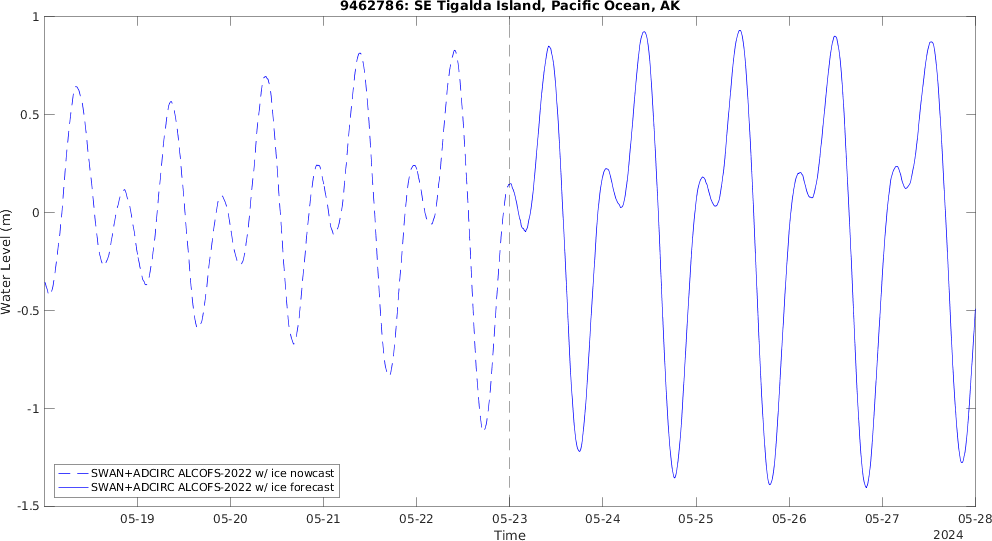 9462786: SE Tigalda Island, Pacific Ocean, AK
1
0.5
0
-0.5
-1
-1.5
Water Level (m)
SWAN+ADCIRC ALCOFS-2022 w/ ice nowcast
SWAN+ADCIRC ALCOFS-2022 w/ ice forecast
05-19 05-20 05-21 05-22 05-23 05-24 05-25 05-26 05-27 05-28
Time
2024